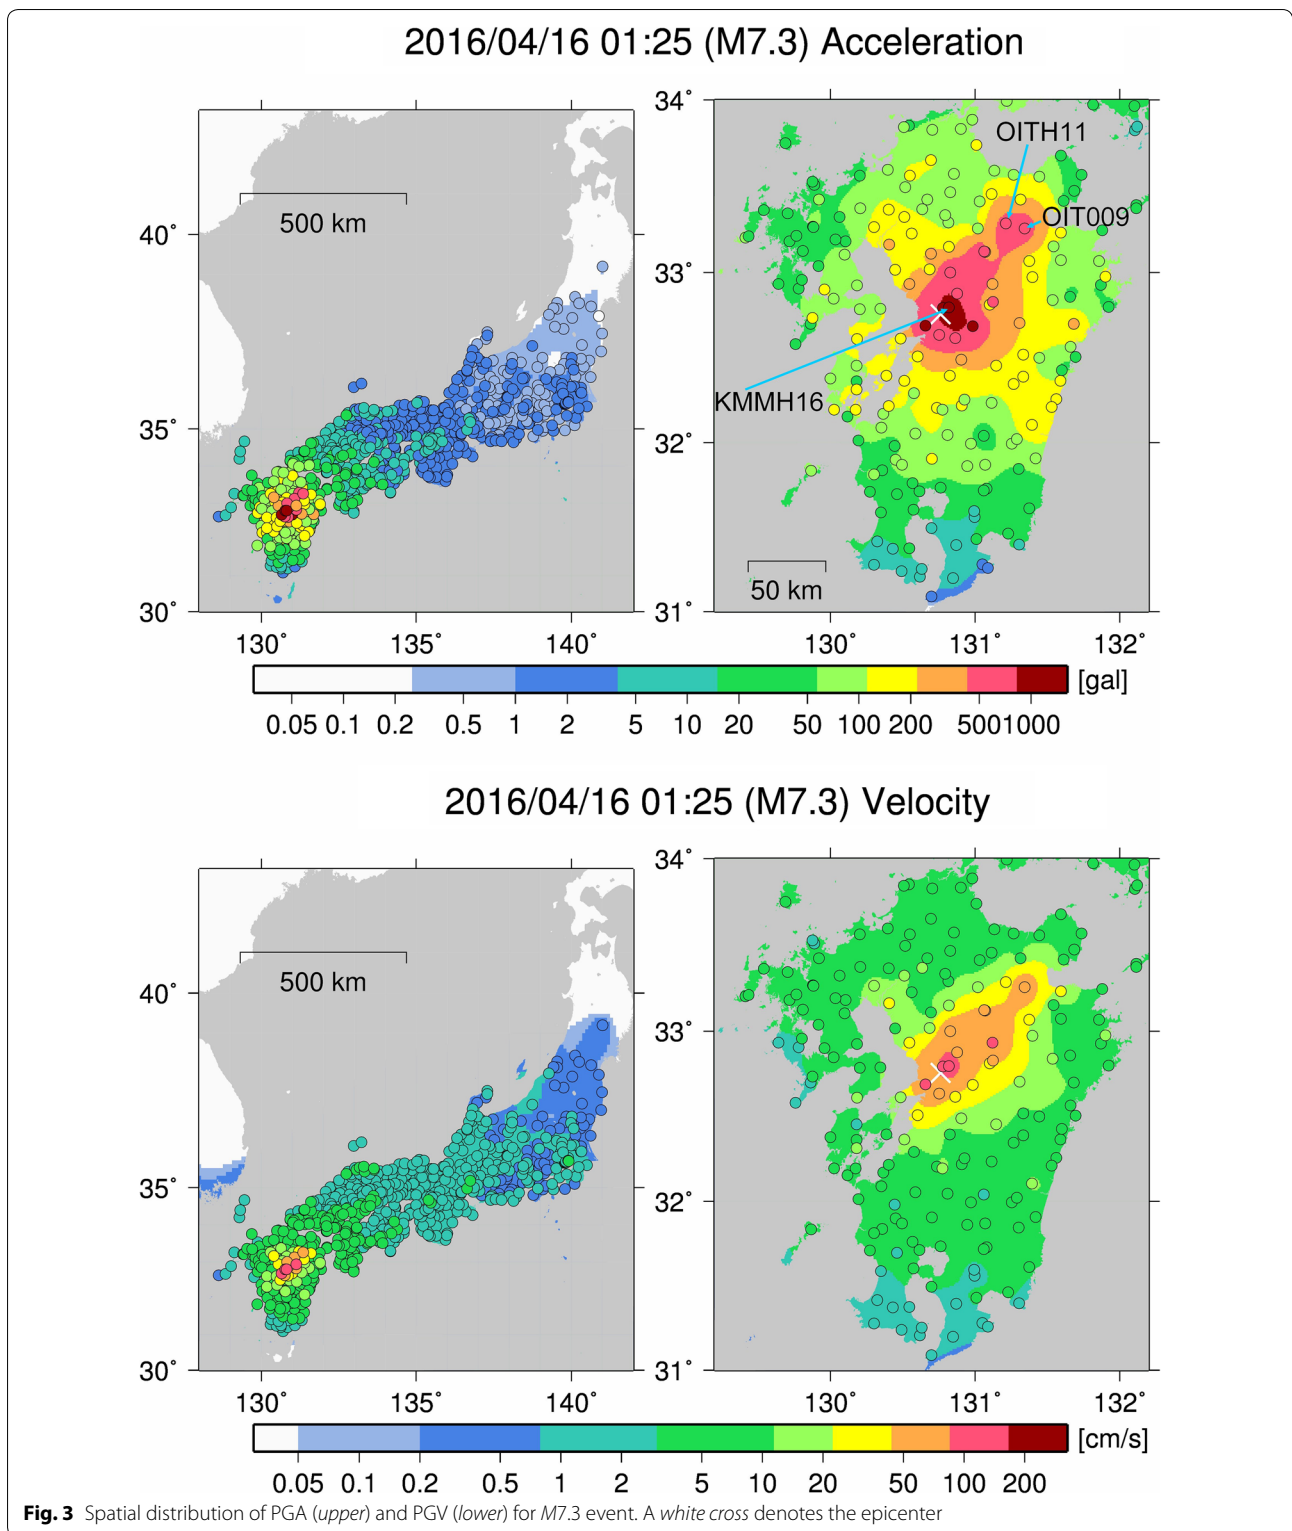 2016/04/16 01:25 (M7.3) Acceleration
500 km
40°
35°
30°
130°
135°
140°
34°
33°
32°
31°
OITH11
OIT009
KMMH16
50 km
130°
131°
132°
[gal]
0.05 0.1 0.2 0.5 1 2 5 10 20 50 100 200 500 1000
2016/04/16 01:25 (M7.3) Velocity
500 km
40°
35°
30°
130°
135°
140°
34°
33°
32°
31°
130°
131°
132°
[cm/s]
0.05 0.1 0.2 0.5 1 2 5 10 20 50 100 200
Fig. 3 Spatial distribution of PGA (upper) and PGV (lower) for M7.3 event. A white cross denotes the epicenter